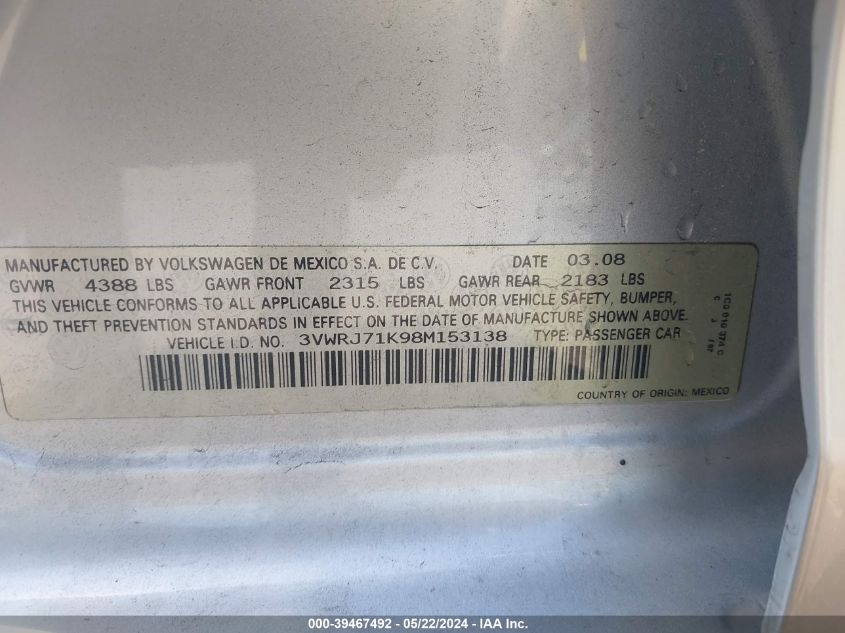 MANUFACTURED BY VOLKSWAGEN DE MEXICO S.A. DE C.V. DATE 03.08
GVWR 4388 LBS GAWR FRONT 2315 LBS GAWR REAR 2183 LBS
THIS VEHICLE CONFORMS TO ALL APPLICABLE U.S. FEDERAL MOTOR VEHICLE SAFETY, BUMPER,
AND THEFT PREVENTION STANDARDS IN EFFECT ON THE DATE OF MANUFACTURE SHOWN ABOVE.
VEHICLE I.D. NO. 3VWRJ71K98M153138 TYPE: PASSENGER CAR
COUNTRY OF ORIGIN: MEXICO
000-39467492 - 05/22/2024 - IAA Inc.